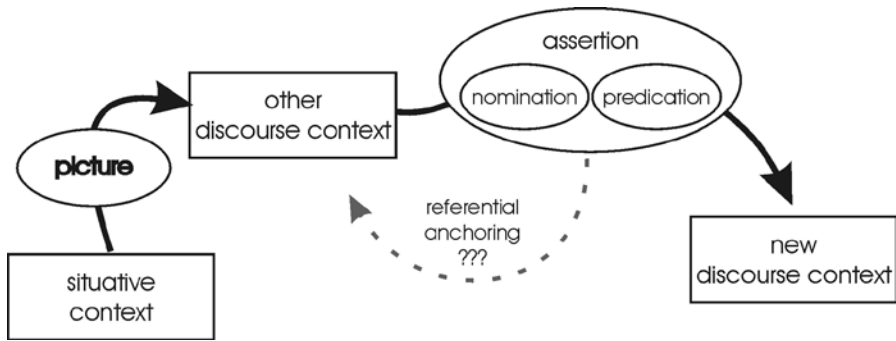 assertion
nomination
predication
other
discourse context
picture
referential
anchoring
???
new
discourse context
situative
context